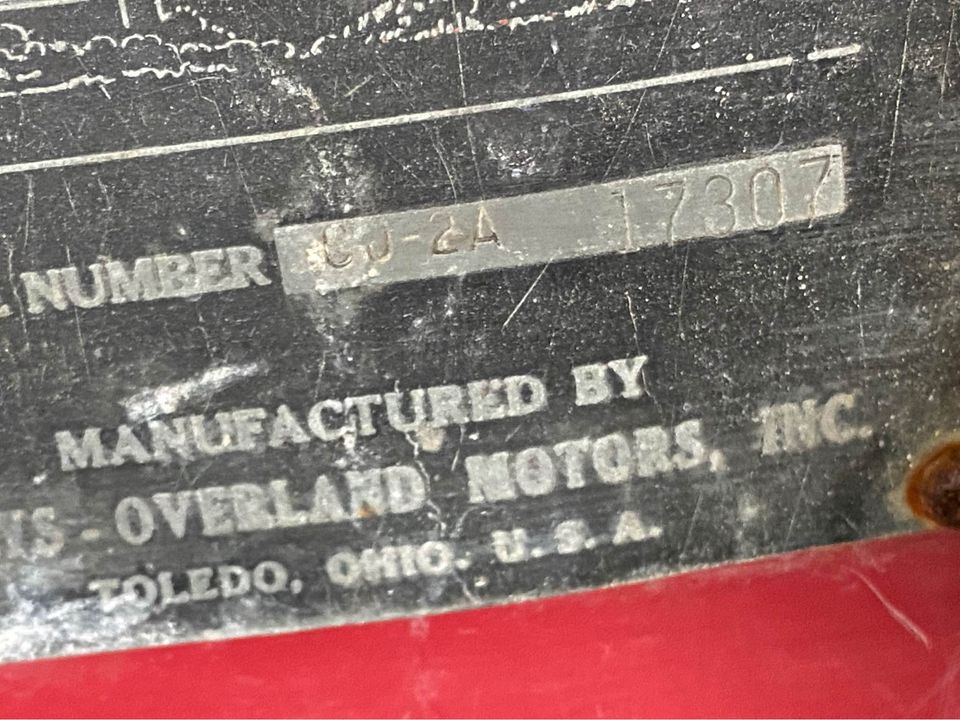 NUMBER CJ-2A 17307
MANUFACTURED BY
OVERLAND MOTORS, INC.
TOLEDO, OHIO, U.S.A.